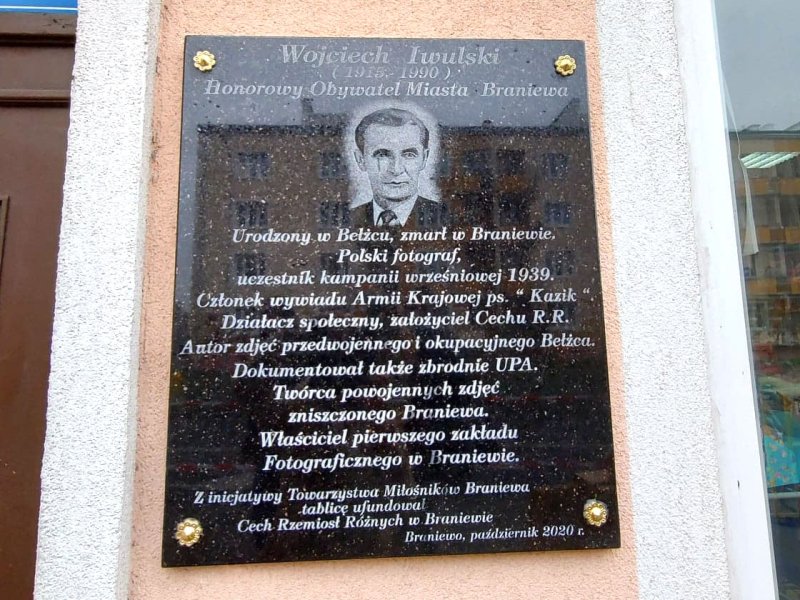 Wojciech Iwulski
( 1915 - 1990 )
Honorowy Obywatel Miasta Braniewa
Urodzony w Bełżcu, zmarł w Braniewie.
Polski fotograf,
uczestnik kampanii wrześniowej 1939.
Członek wywiadu Armii Krajowej ps. “ Kazik “.
Działacz społeczny, założyciel Cechu R.R.
Autor zdjęć przedwojennego i okupacyjnego Bełżca.
Dokumentował także zbrodnie UPA.
Twórca powojennych zdjęć
zniszczonego Braniewa.
Właściciel pierwszego zakładu
Fotograficznego w Braniewie.
Z inicjatywy Towarzystwa Miłośników Braniewa
tablicę ufundował
Cech Rzemiosł Różnych w Braniewie
Braniewo, październik 2020 r.